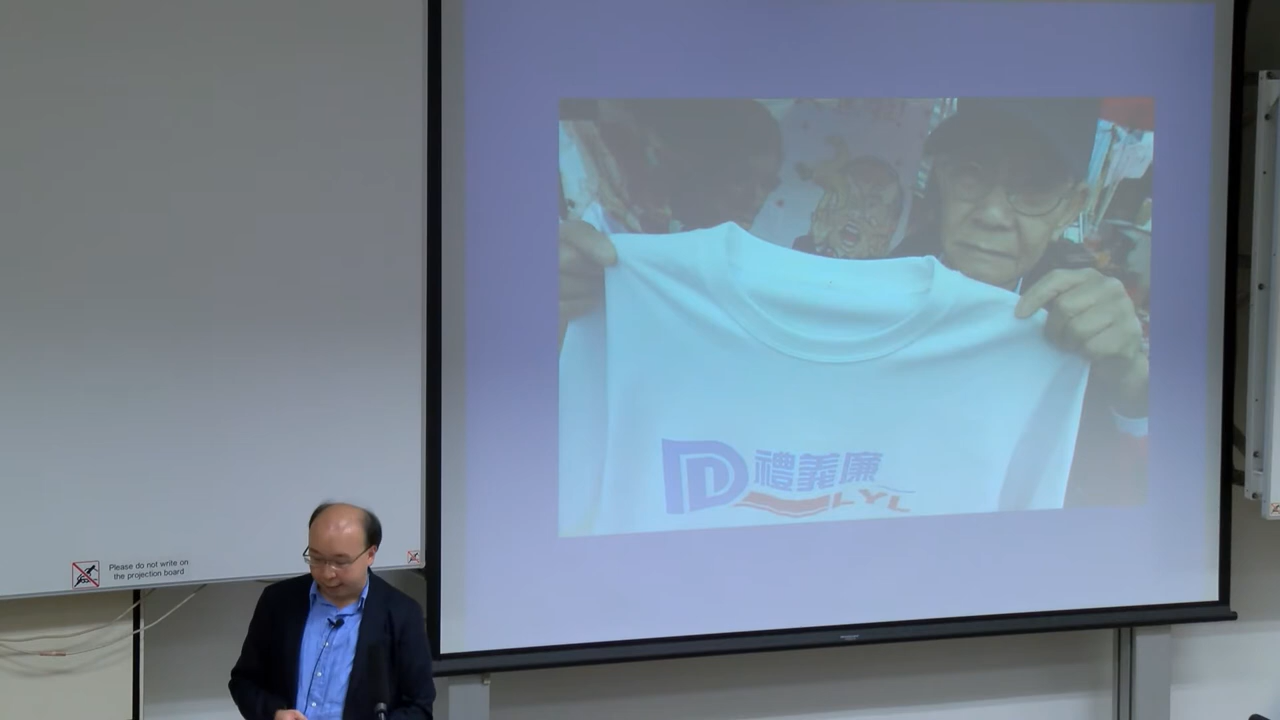 Please do not write on
the projection board
禮義廉
LYL